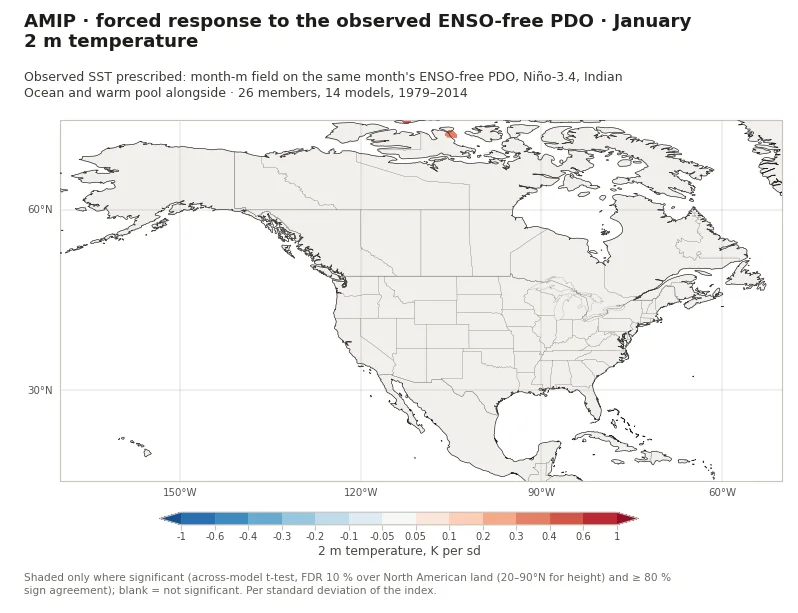 AMIP · forced response to the observed ENSO-free PDO · January
2 m temperature
Observed SST prescribed: month-m field on the same month's ENSO-free PDO, Niño-3.4, Indian
Ocean and warm pool alongside · 26 members, 14 models, 1979–2014
60°N
30°N
150°W 120°W 90°W 60°W
-1 -0.6 -0.4 -0.3 -0.2 -0.1 -0.05 0.05 0.1 0.2 0.3 0.4 0.6 1
2 m temperature, K per sd
Shaded only where significant (across-model t-test, FDR 10 % over North American land (20–90°N for height) and ≥ 80 %
sign agreement); blank = not significant. Per standard deviation of the index.